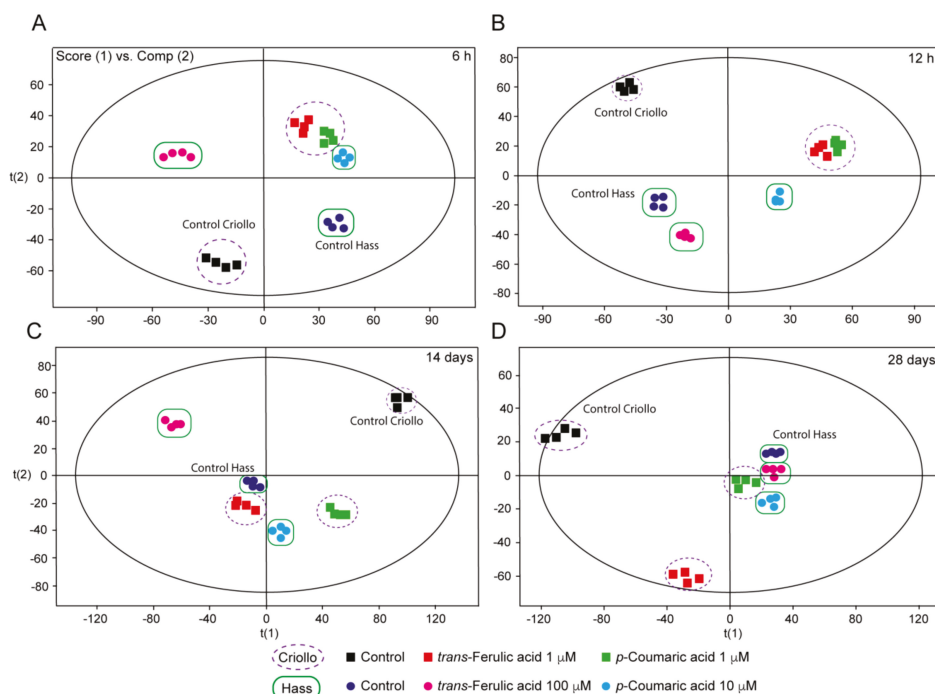 A
Score (1) vs. Comp (2)
6 h
60
40
20
t(2)
0
-20
-40
-60
Control Criollo
Control Hass
-90
-60
-30
0
30
60
90
B
12 h
60
40
20
0
-20
-40
-60
-80
Control Criollo
Control Hass
-90
-60
-30
0
30
60
90
C
14 days
80
60
40
20
t(2)
0
-20
-40
-60
-80
Control Criollo
Control Hass
-120
-80
-40
0
40
80
120
t(1)
D
28 days
60
40
20
0
-20
-40
-60
Control Criollo
Control Hass
-120
-80
-40
0
40
80
120
t(1)
Criollo
Control
trans-Ferulic acid 1 μM
p-Coumaric acid 1 μM
Hass
Control
trans-Ferulic acid 100 μM
p-Coumaric acid 10 μM